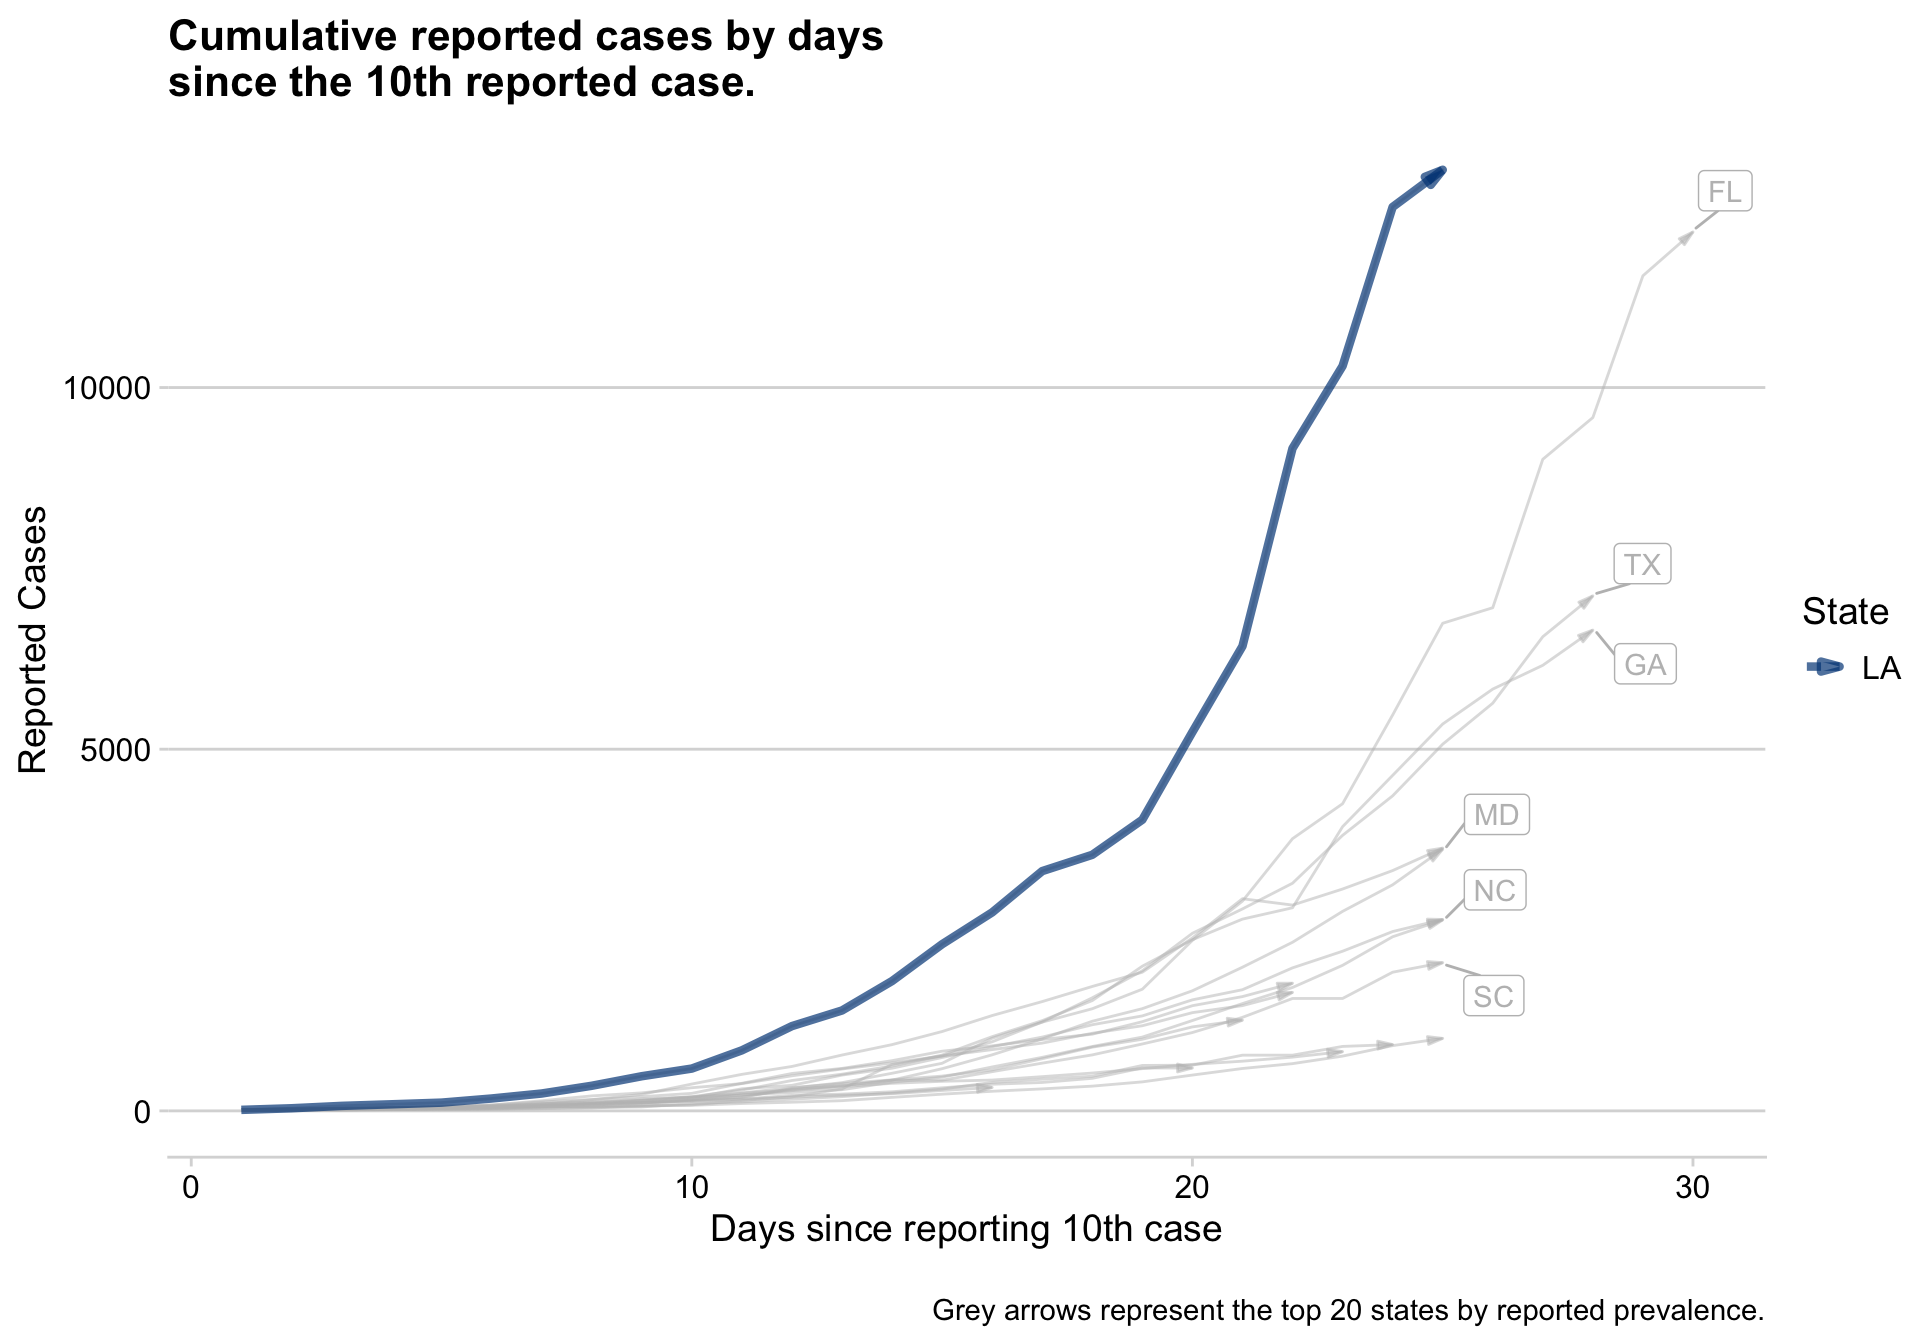 Cumulative reported cases by days
since the 10th reported case.
FL
10000
TX
GA
5000
MD
NC
SC
0
0 10 20 30
Reported Cases
Days since reporting 10th case
State
LA
Grey arrows represent the top 20 states by reported prevalence.